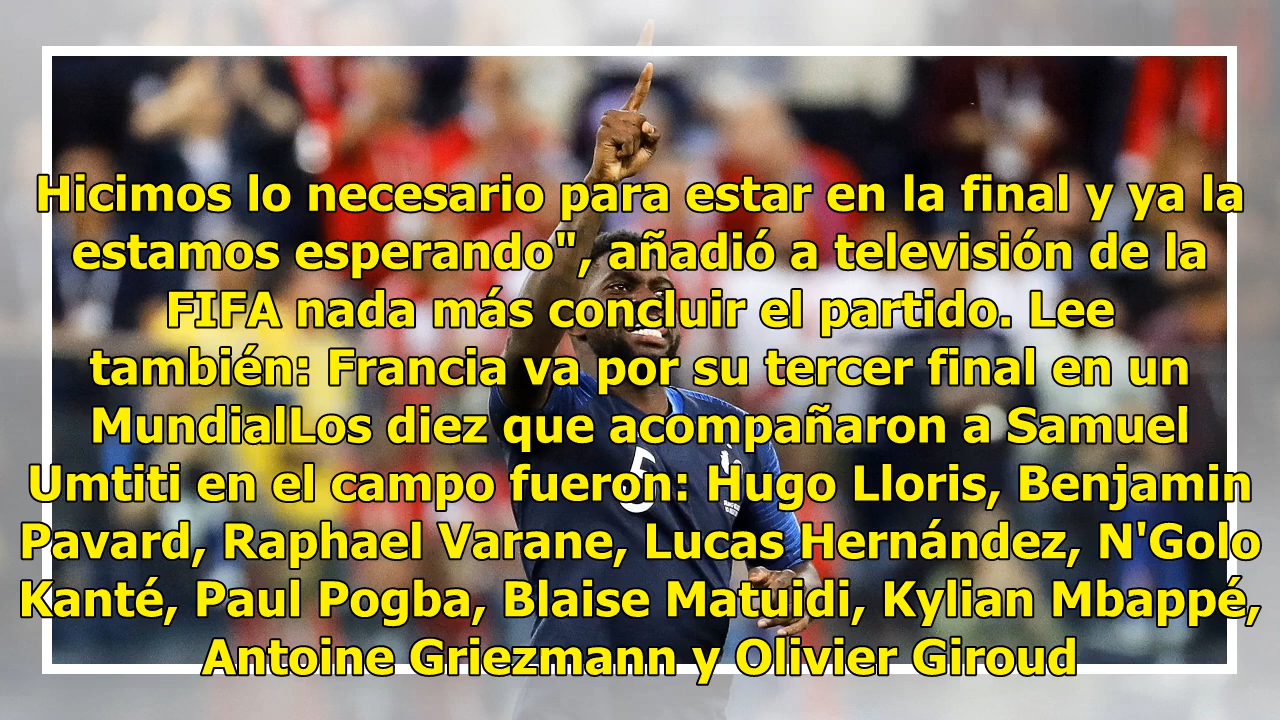 Hicimos lo necesario para estar en la final y ya la
estamos esperando", añadió a televisión de la
FIFA nada más concluir el partido. Lee
también: Francia va por su tercer final en un
MundialLos diez que acompañaron a Samuel
Umtiti en el campo fueron: Hugo Lloris, Benjamin
Pavard, Raphael Varane, Lucas Hernández, N'Golo
Kanté, Paul Pogba, Blaise Matuidi, Kylian Mbappé,
Antoine Griezmann y Olivier Giroud
5